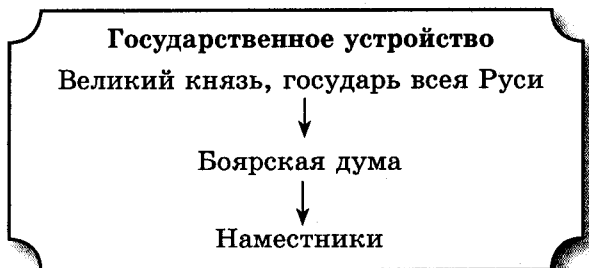 Государственное устройство
Великий князь, государь всея Руси
Боярская дума
Наместники